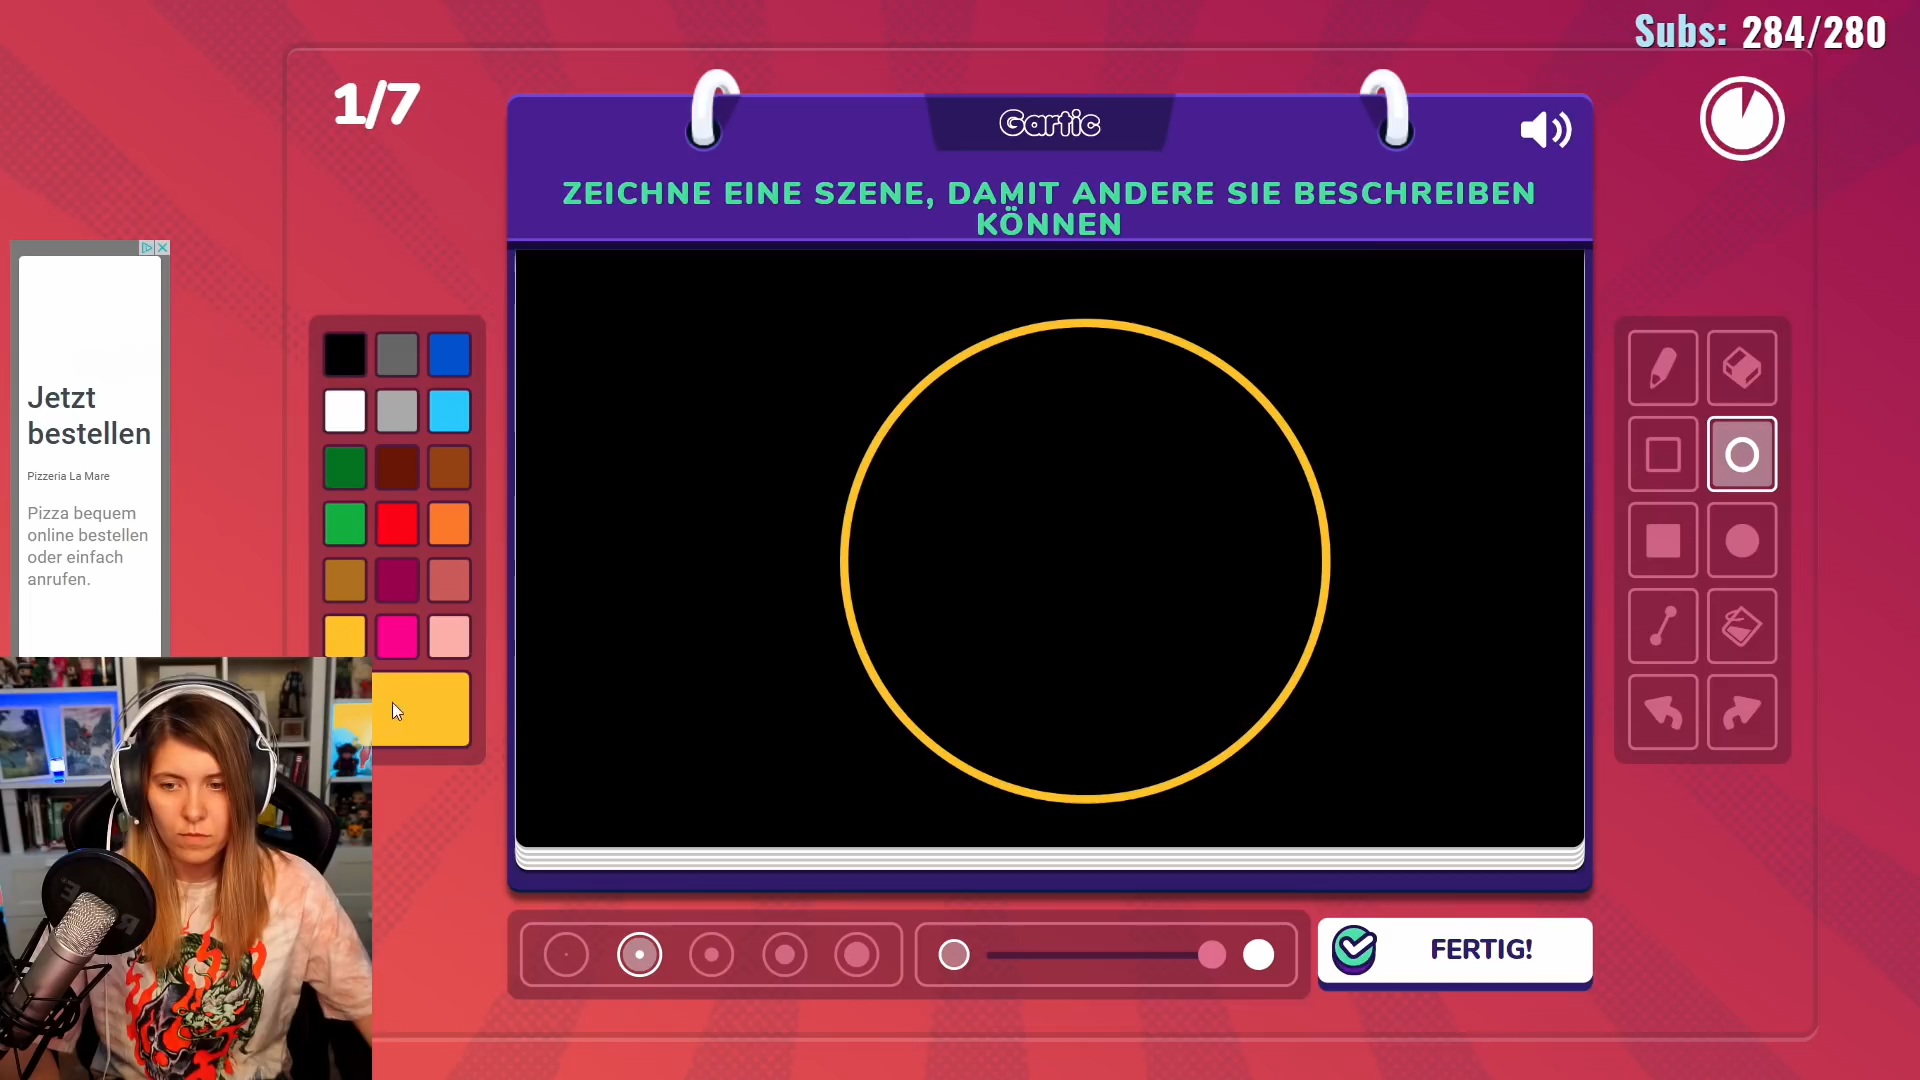 Subs: 284/280
1/7
Gartic
ZEICHNE EINE SZENE, DAMIT ANDERE SIE BESCHREIBEN
KÖNNEN
Jetzt
bestellen
Pizzeria La Mare
Pizza bequem
online bestellen
oder einfach
anrufen.
FERTIG!